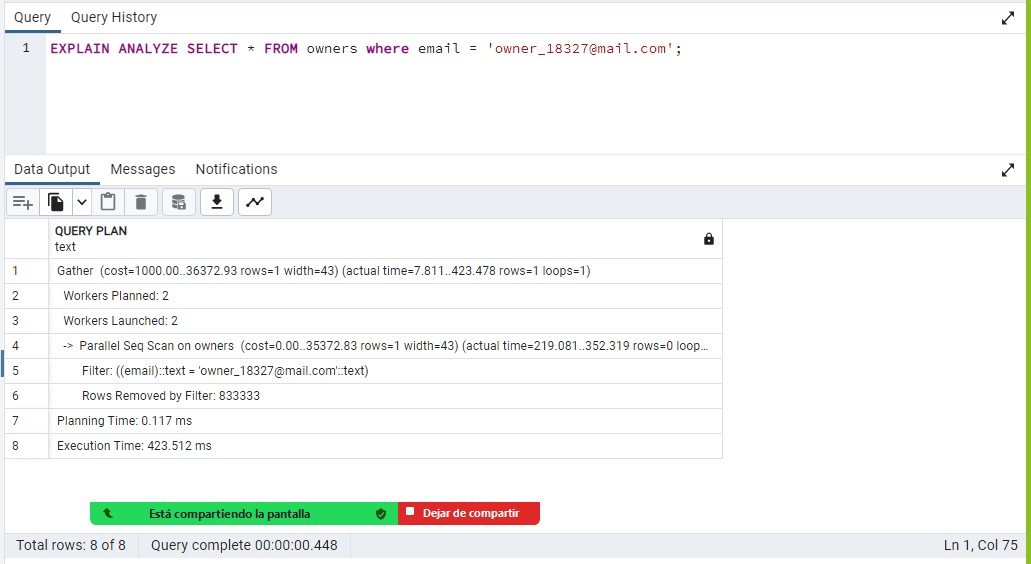 Query Query History
1 EXPLAIN ANALYZE SELECT * FROM owners where email = 'owner_18327@mail.com';
Data Output Messages Notifications
QUERY PLAN
text
1 Gather (cost=1000.00..36372.93 rows=1 width=43) (actual time=7.811..423.478 rows=1 loops=1)
2 Workers Planned: 2
3 Workers Launched: 2
4 -> Parallel Seq Scan on owners (cost=0.00..35372.83 rows=1 width=43) (actual time=219.081..352.319 rows=0 loop...
5 Filter: ((email)::text = 'owner_18327@mail.com'::text)
6 Rows Removed by Filter: 833333
7 Planning Time: 0.117 ms
8 Execution Time: 423.512 ms
Está compartiendo la pantalla Dejar de compartir
Total rows: 8 of 8 Query complete 00:00:00.448 Ln 1, Col 75